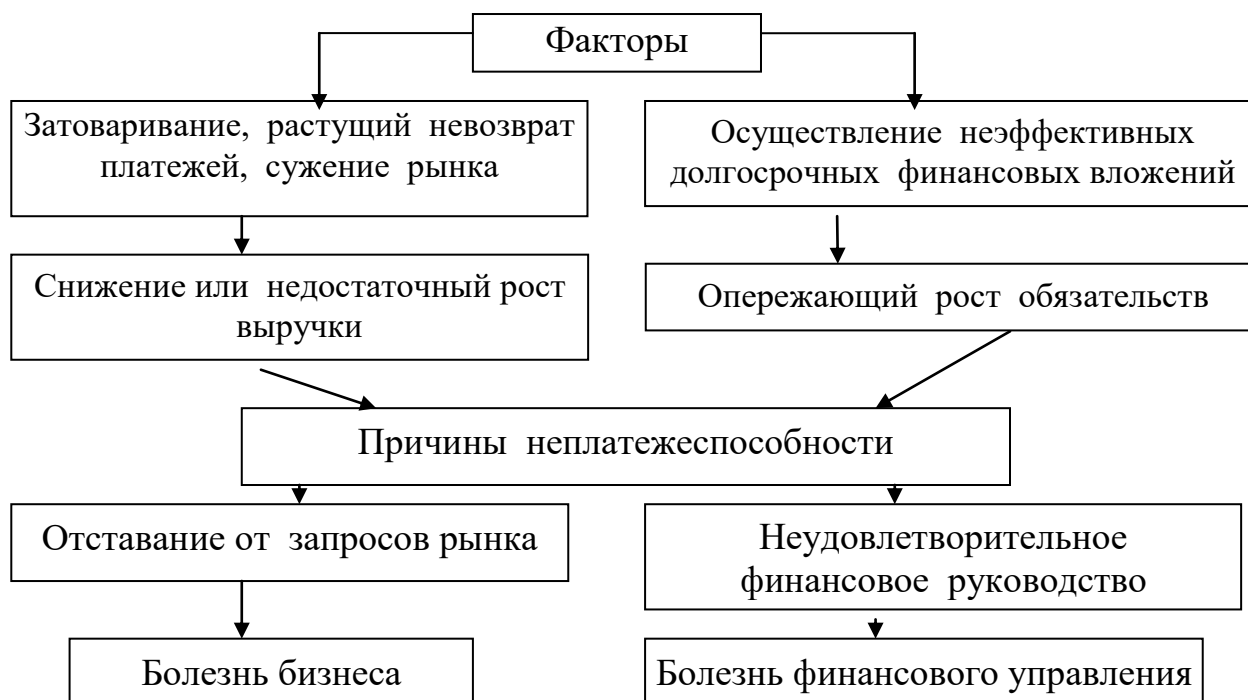 Факторы
Затоваривание, растущий невозврат
платежей, сужение рынка
Осуществление неэффективных
долгосрочных финансовых вложений
Снижение или недостаточный рост
выручки
Опережающий рост обязательств
Причины неплатежеспособности
Отставание от запросов рынка
Неудовлетворительное
финансовое руководство
Болезнь бизнеса
Болезнь финансового управления